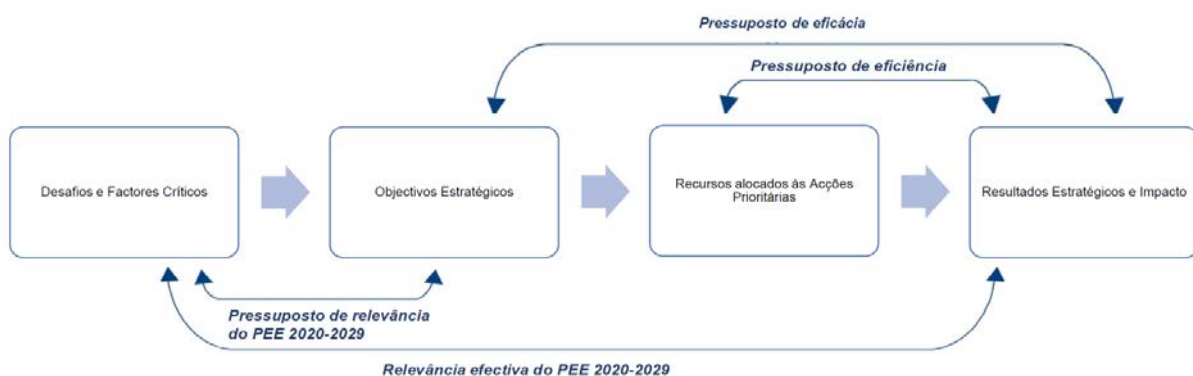 Pressuposto de eficácia
Pressuposto de eficiência
Desafios e Factores Críticos
Objectivos Estratégicos
Recursos alocados às Acções
Prioritárias
Resultados Estratégicos e Impacto
Pressuposto de relevância
do PEE 2020-2029
Relevância efectiva do PEE 2020-2029